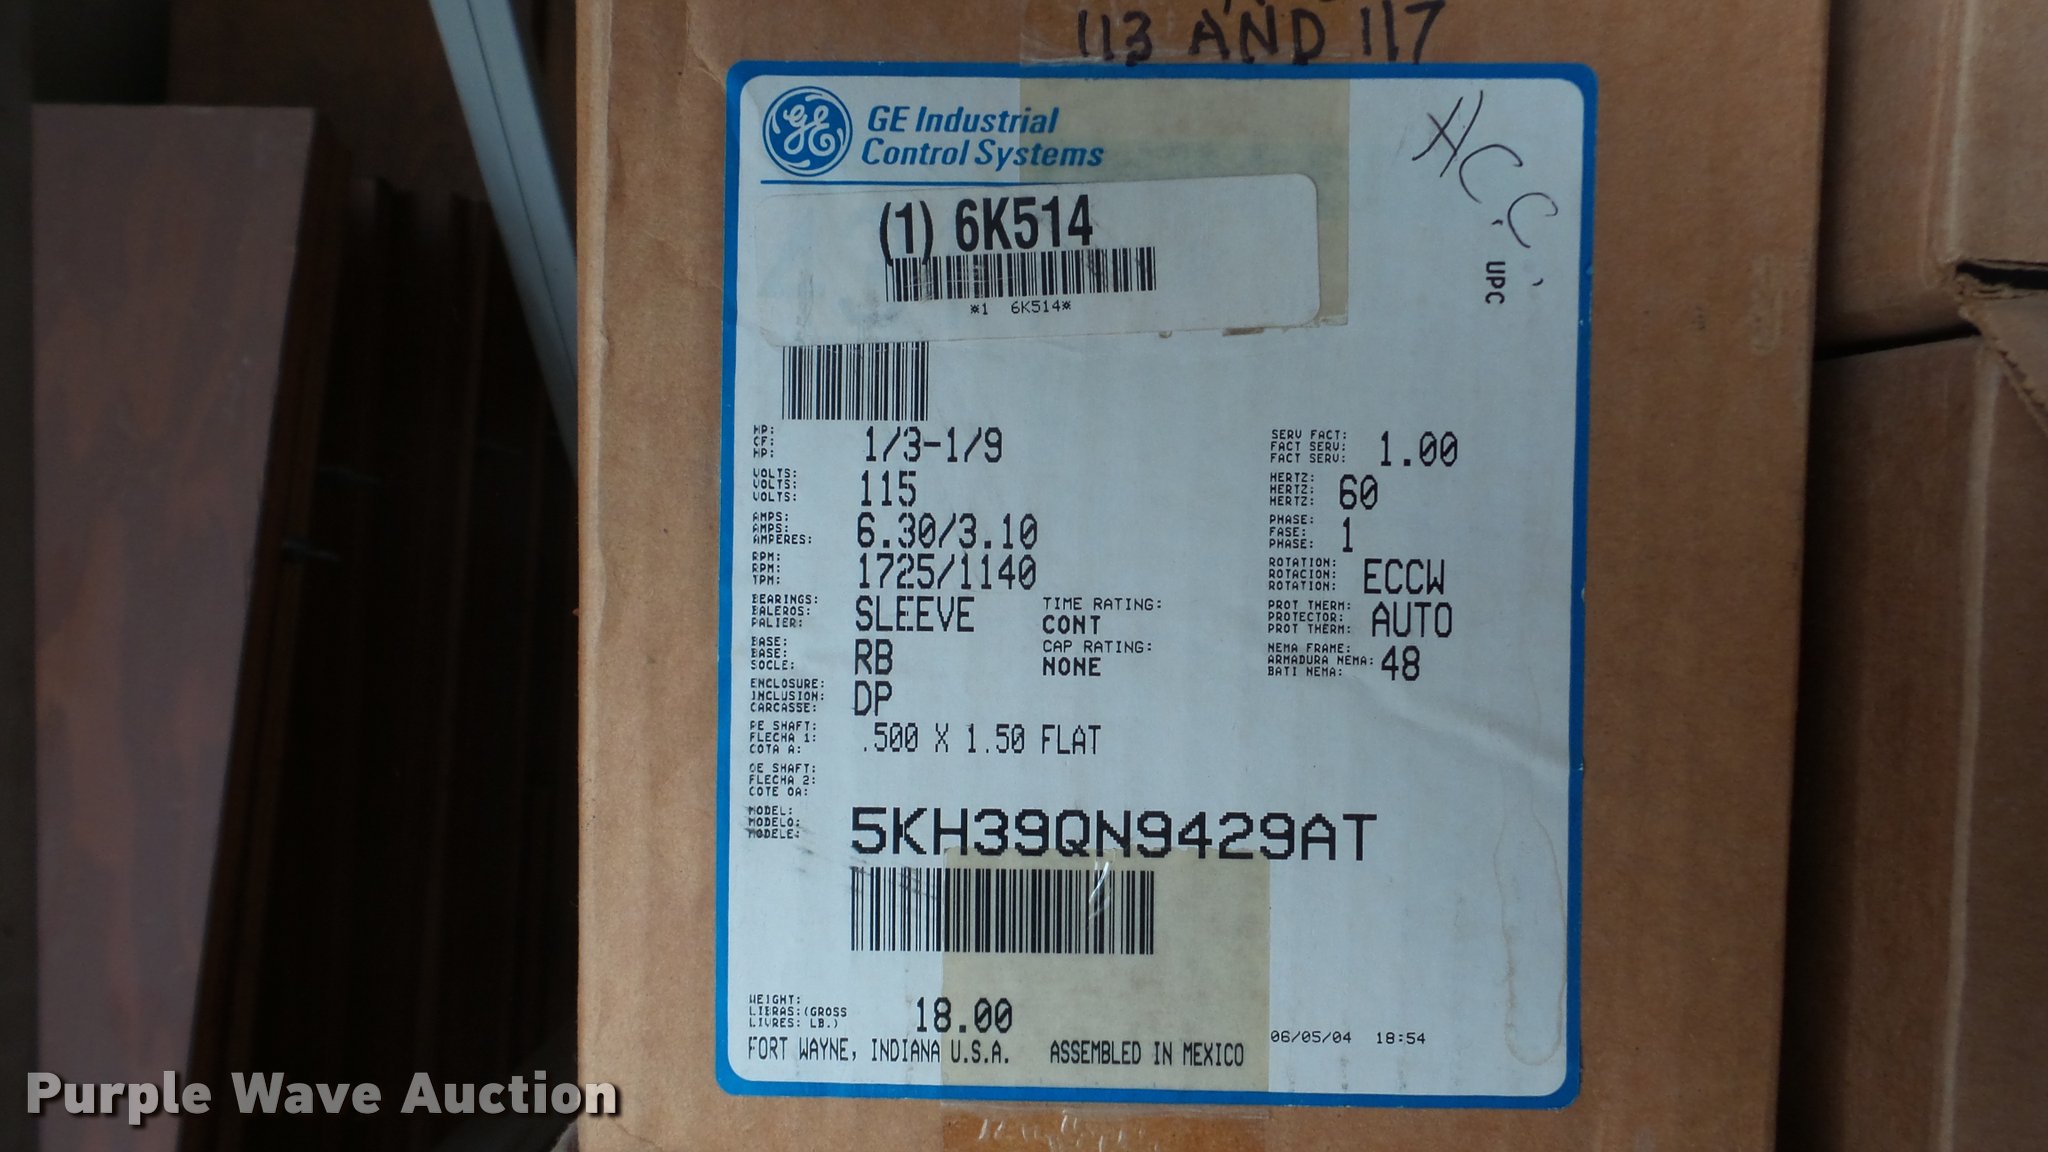 113 AND 117
GE Industrial
Control Systems
H.C.C.
UPC
(1) 6K514
*1 6K514*
HP:
CF:
HP:
1/3-1/9
SERV FACT:
FACT SERV:
FACT SERV:
1.00
VOLTS:
VOLTS:
VOLTS:
115
HERTZ:
HERTZ:
HERTZ:
60
AMPS:
AMPS:
AMPERES:
6.30/3.10
PHASE:
FASE:
PHASE:
1
RPM:
RPM:
TPM:
1725/1140
ROTATION:
ROTACION:
ROTATION:
ECCW
BEARINGS:
BALEROS:
PALIER:
SLEEVE
TIME RATING:
CONT
PROT THERM:
PROTECTOR:
PROT THERM:
AUTO
BASE:
BASE:
SOCLE:
RB
CAP RATING:
NONE
NEMA FRAME:
ARMADURA NEMA:
BATI NEMA:
48
ENCLOSURE:
INCLUSION:
CARCASSE:
DP
PE SHAFT:
FLECHA 1:
COTA A:
.500 X 1.50 FLAT
OE SHAFT:
FLECHA 2:
COTE OA:
MODEL:
MODELO:
MODELE:
5KH39QN9429AT
WEIGHT:
LIBRAS:(GROSS
LIVRES: LB.)
18.00
06/05/04 18:54
FORT WAYNE, INDIANA U.S.A. ASSEMBLED IN MEXICO
Purple Wave Auction